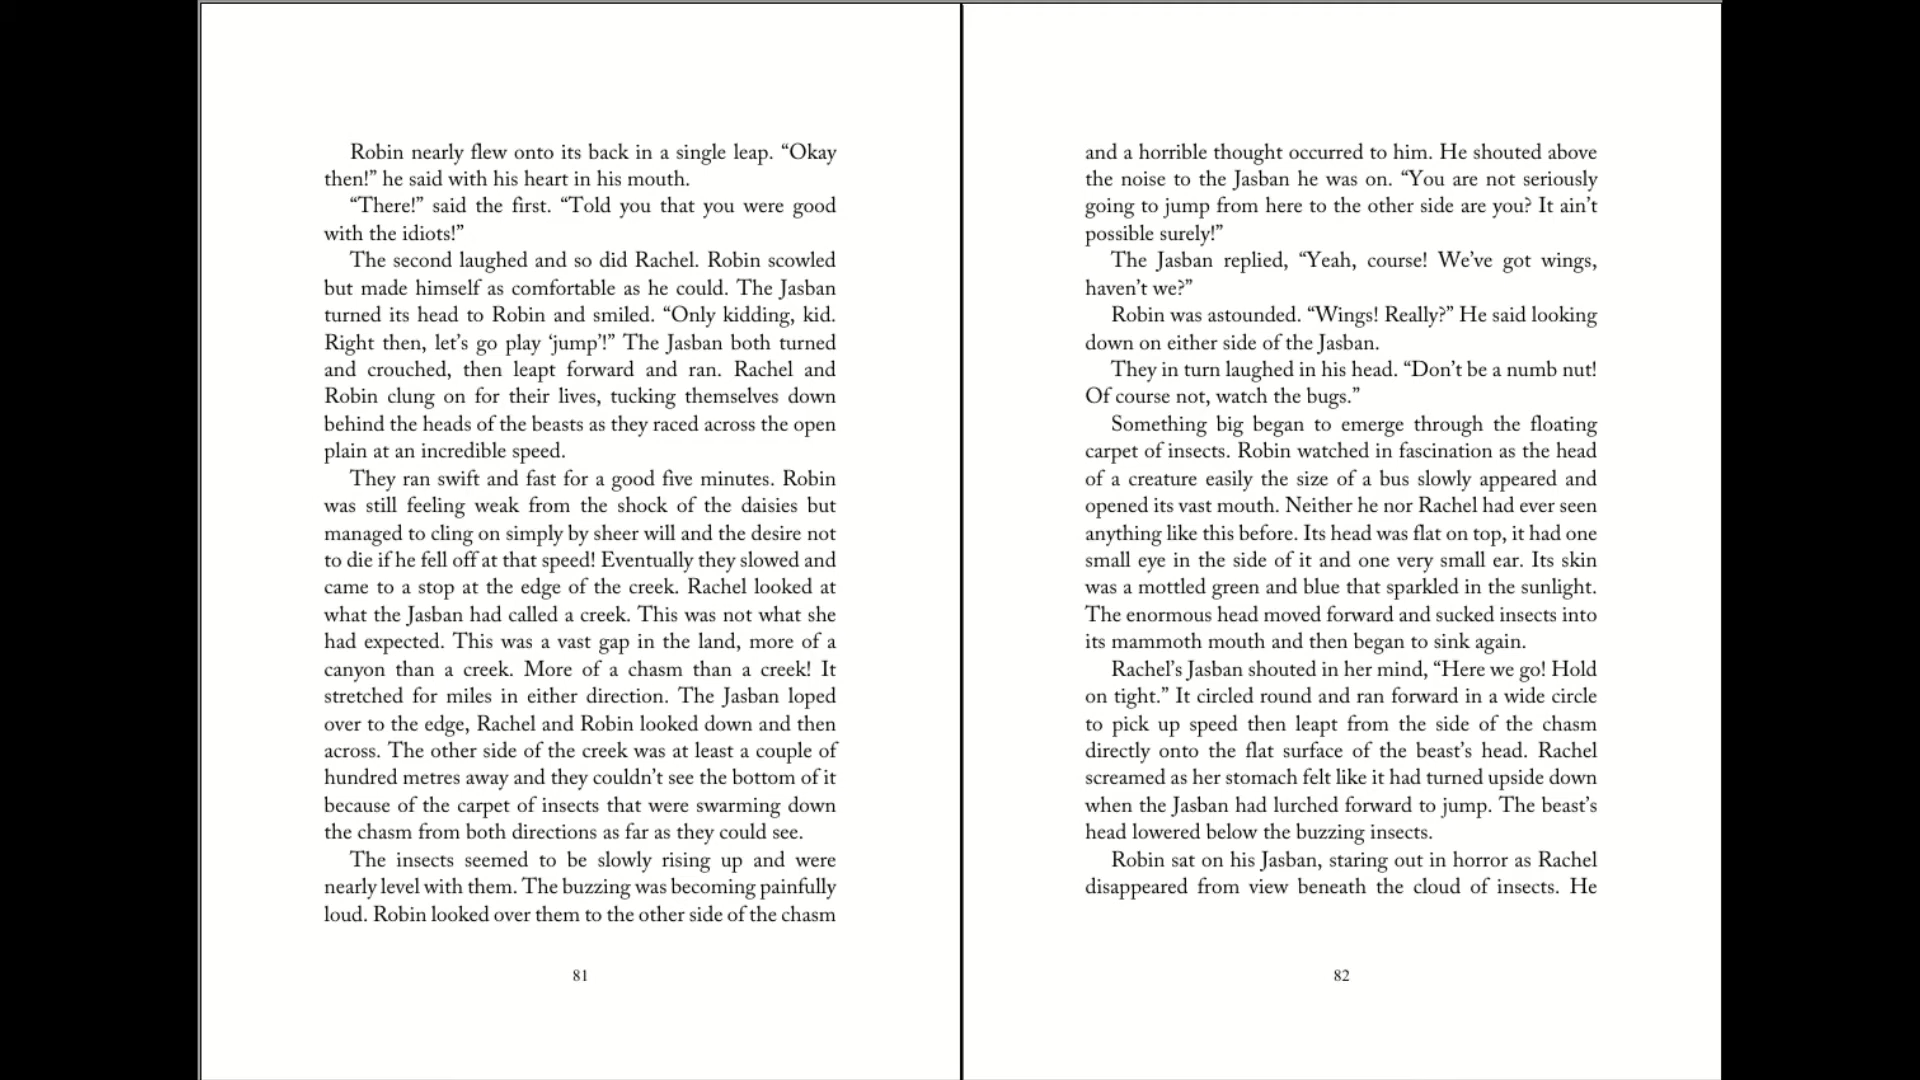 Robin nearly flew onto its back in a single leap. “Okay
then!” he said with his heart in his mouth.
“There!” said the first. “Told you that you were good
with the idiots!”
The second laughed and so did Rachel. Robin scowled
but made himself as comfortable as he could. The Jasban
turned its head to Robin and smiled. “Only kidding, kid.
Right then, let’s go play ‘jump’!” The Jasban both turned
and crouched, then leapt forward and ran. Rachel and
Robin clung on for their lives, tucking themselves down
behind the heads of the beasts as they raced across the open
plain at an incredible speed.
They ran swift and fast for a good five minutes. Robin
was still feeling weak from the shock of the daisies but
managed to cling on simply by sheer will and the desire not
to die if he fell off at that speed! Eventually they slowed and
came to a stop at the edge of the creek. Rachel looked at
what the Jasban had called a creek. This was not what she
had expected. This was a vast gap in the land, more of a
canyon than a creek. More of a chasm than a creek! It
stretched for miles in either direction. The Jasban loped
over to the edge, Rachel and Robin looked down and then
across. The other side of the creek was at least a couple of
hundred metres away and they couldn’t see the bottom of it
because of the carpet of insects that were swarming down
the chasm from both directions as far as they could see.
The insects seemed to be slowly rising up and were
nearly level with them. The buzzing was becoming painfully
loud. Robin looked over them to the other side of the chasm
81
and a horrible thought occurred to him. He shouted above
the noise to the Jasban he was on. “You are not seriously
going to jump from here to the other side are you? It ain’t
possible surely!”
The Jasban replied, “Yeah, course! We’ve got wings,
haven’t we?”
Robin was astounded. “Wings! Really?” He said looking
down on either side of the Jasban.
They in turn laughed in his head. “Don’t be a numb nut!
Of course not, watch the bugs.”
Something big began to emerge through the floating
carpet of insects. Robin watched in fascination as the head
of a creature easily the size of a bus slowly appeared and
opened its vast mouth. Neither he nor Rachel had ever seen
anything like this before. Its head was flat on top, it had one
small eye in the side of it and one very small ear. Its skin
was a mottled green and blue that sparkled in the sunlight.
The enormous head moved forward and sucked insects into
its mammoth mouth and then began to sink again.
Rachel’s Jasban shouted in her mind, “Here we go! Hold
on tight.” It circled round and ran forward in a wide circle
to pick up speed then leapt from the side of the chasm
directly onto the flat surface of the beast’s head. Rachel
screamed as her stomach felt like it had turned upside down
when the Jasban had lurched forward to jump. The beast’s
head lowered below the buzzing insects.
Robin sat on his Jasban, staring out in horror as Rachel
disappeared from view beneath the cloud of insects. He
82